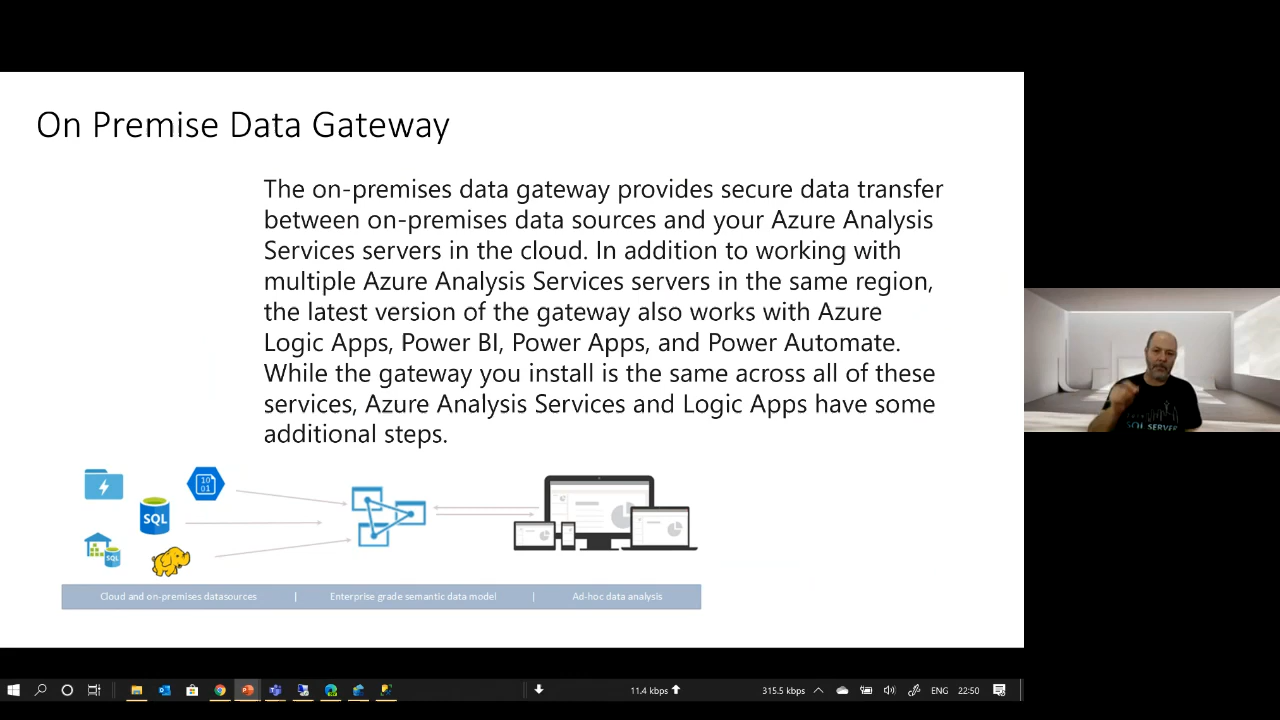 On Premise Data Gateway
The on-premises data gateway provides secure data transfer
between on-premises data sources and your Azure Analysis
Services servers in the cloud. In addition to working with
multiple Azure Analysis Services servers in the same region,
the latest version of the gateway also works with Azure
Logic Apps, Power BI, Power Apps, and Power Automate.
While the gateway you install is the same across all of these
services, Azure Analysis Services and Logic Apps have some
additional steps.
10
01
SQL
SQL
Cloud and on-premises datasources | Enterprise grade semantic data model | Ad-hoc data analysis
SQL SERVER
11.4 kbps 315.5 kbps ENG 22:50